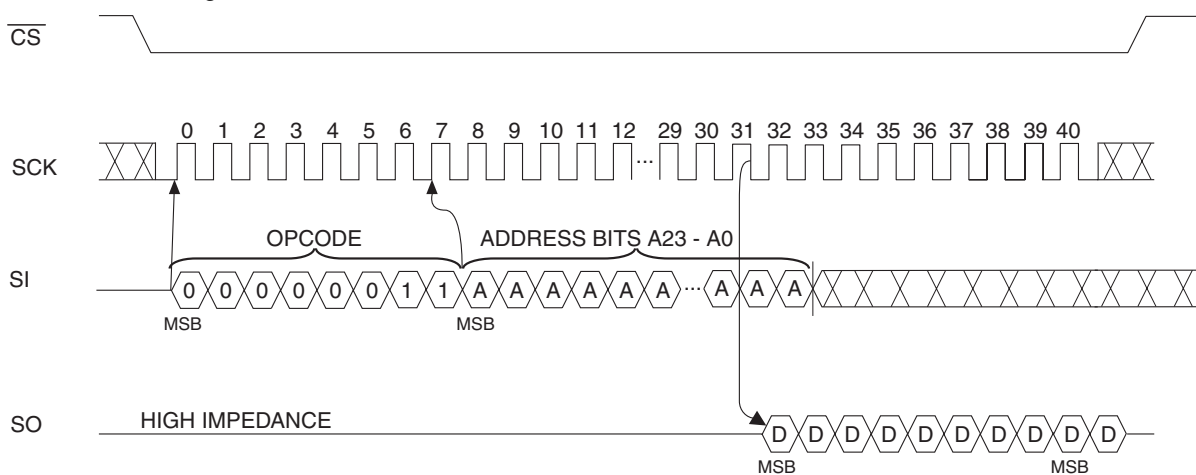 CS
0 1 2 3 4 5 6 7 8 9 10 11 12 29 30 31 32 33 34 35 36 37 38 39 40
SCK ...
OPCODE ADDRESS BITS A23 - A0
SI 0 0 0 0 0 0 1 1 A A A A A A ... A A A
MSB MSB
SO HIGH IMPEDANCE D D D D D D D D D D
MSB MSB